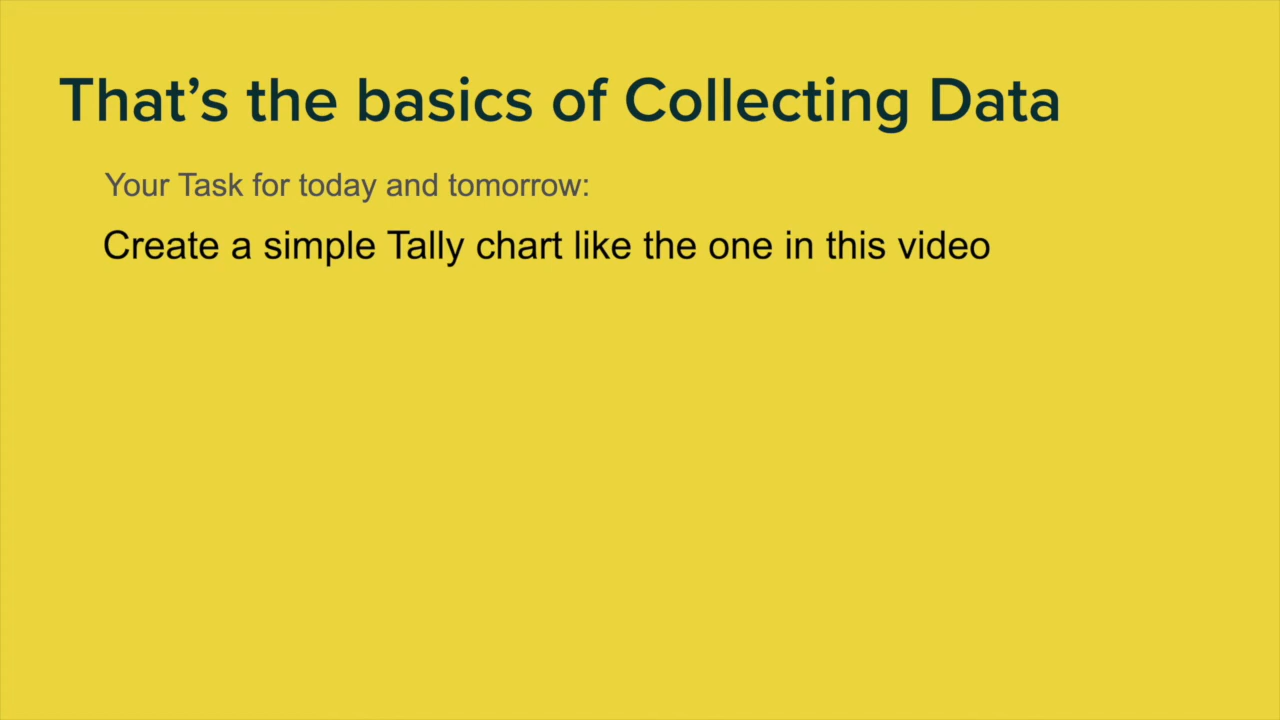 That’s the basics of Collecting Data
Your Task for today and tomorrow:
Create a simple Tally chart like the one in this video